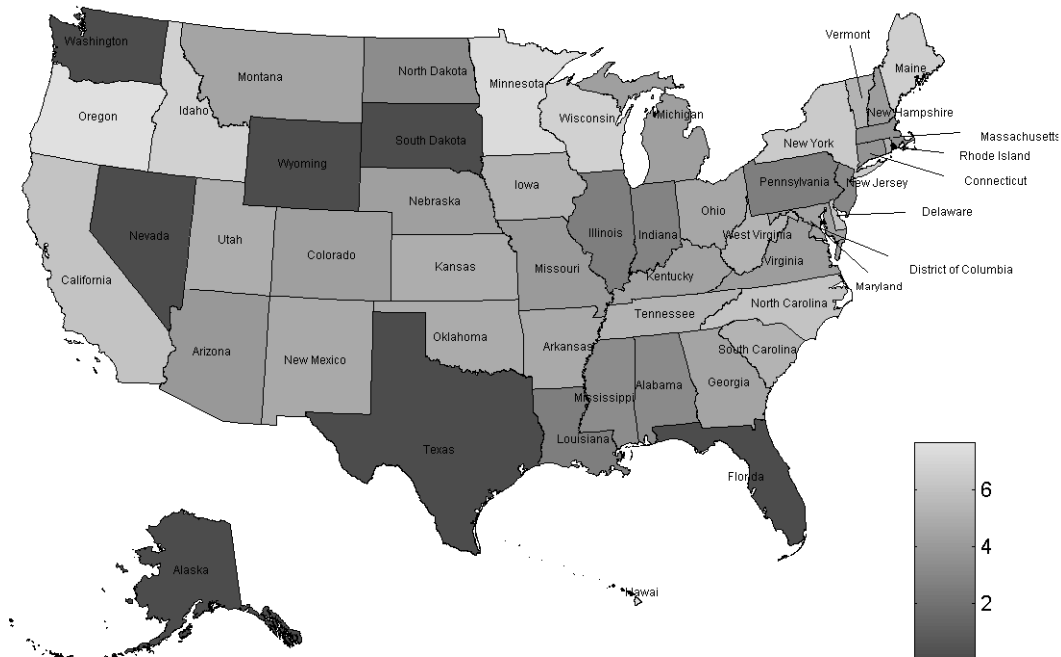 Washington
Vermont
Montana
North Dakota
Minnesota
Maine
Idaho
Oregon
Wisconsin
Michigan
New Hampshire
South Dakota
Massachusetts
New York
Wyoming
Rhode Island
Connecticut
Pennsylvania
New Jersey
Iowa
Nebraska
Delaware
Ohio
Nevada
Utah
Illinois
Indiana
West Virginia
Colorado
Virginia
Kansas
Missouri
Kentucky
District of Columbia
California
Maryland
North Carolina
Tennessee
Oklahoma
Arkansas
Arizona
New Mexico
South Carolina
Georgia
Alabama
Mississippi
Louisiana
Texas
Florida
6
4
2
Alaska
Hawai